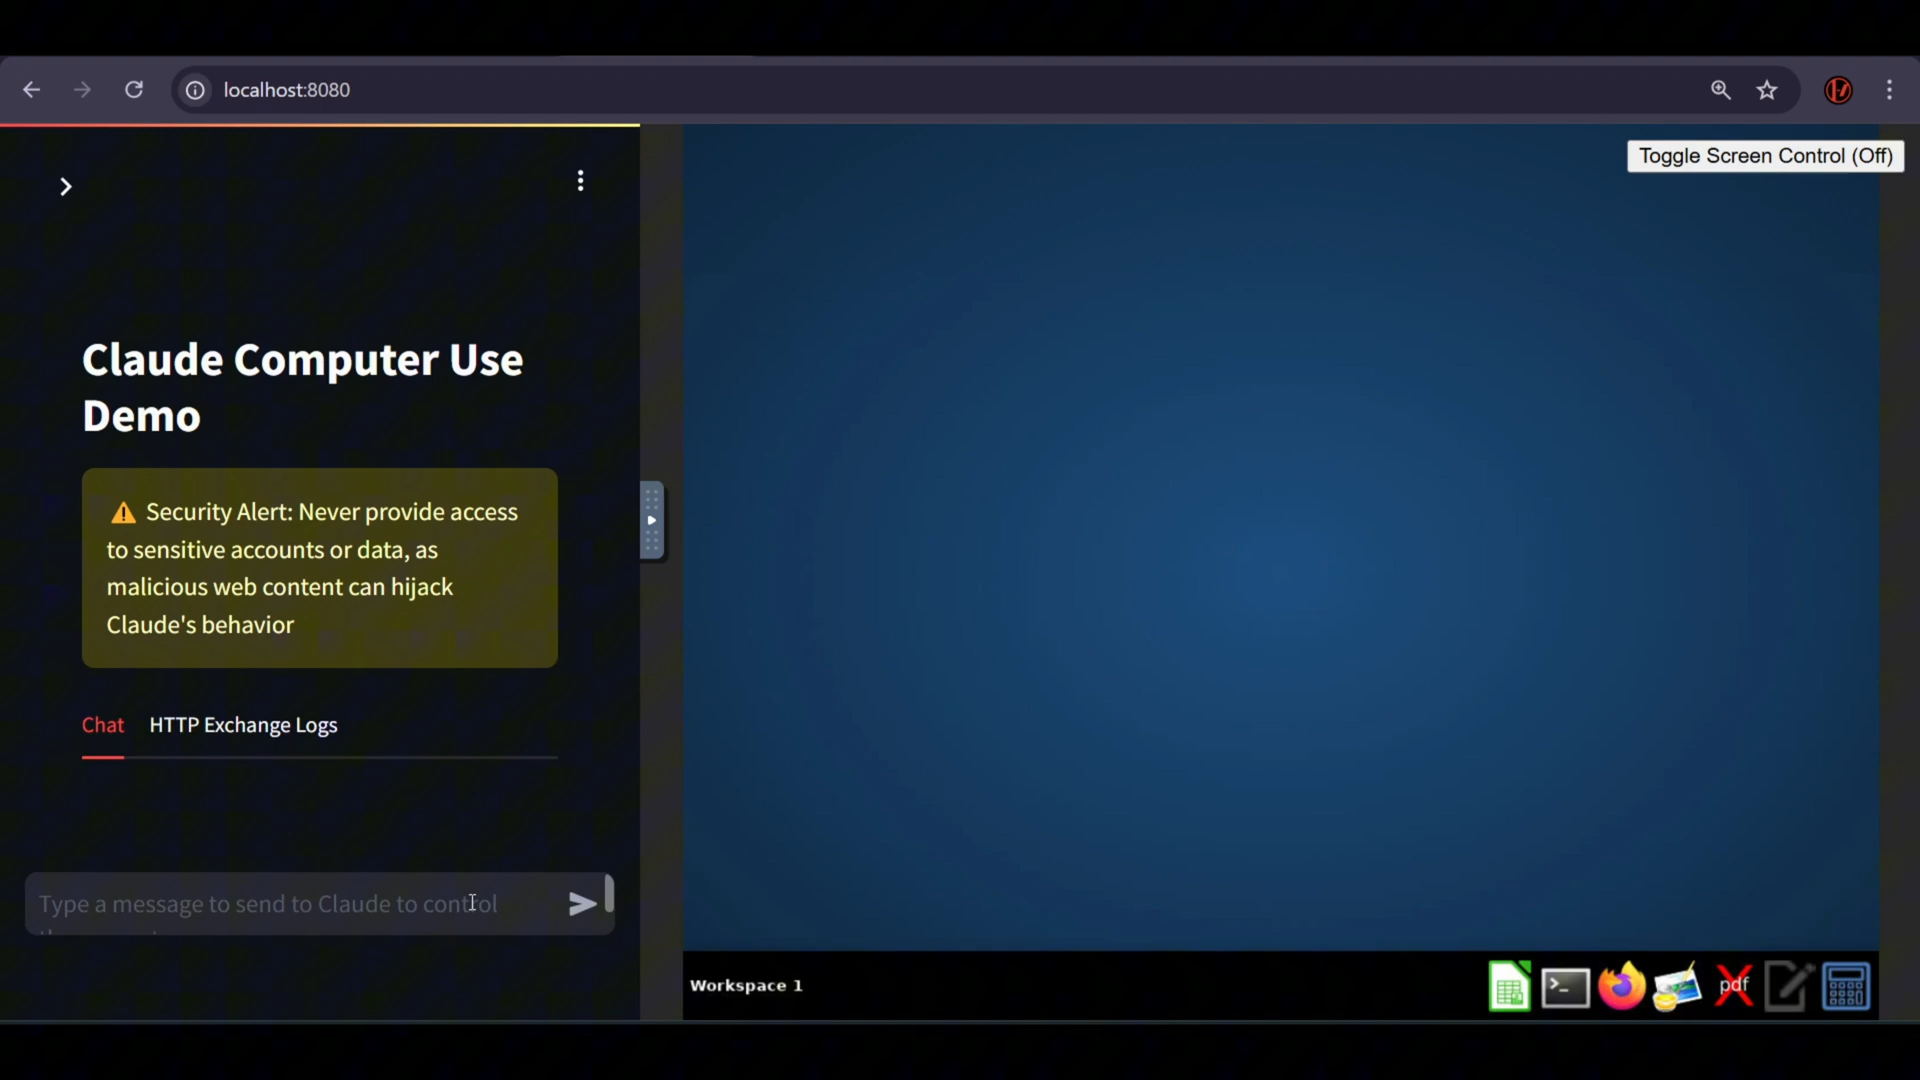 localhost:8080
Toggle Screen Control (Off)
Claude Computer Use
Demo
Security Alert: Never provide access
to sensitive accounts or data, as
malicious web content can hijack
Claude's behavior
Chat HTTP Exchange Logs
Type a message to send to Claude to control
Workspace 1
pdf